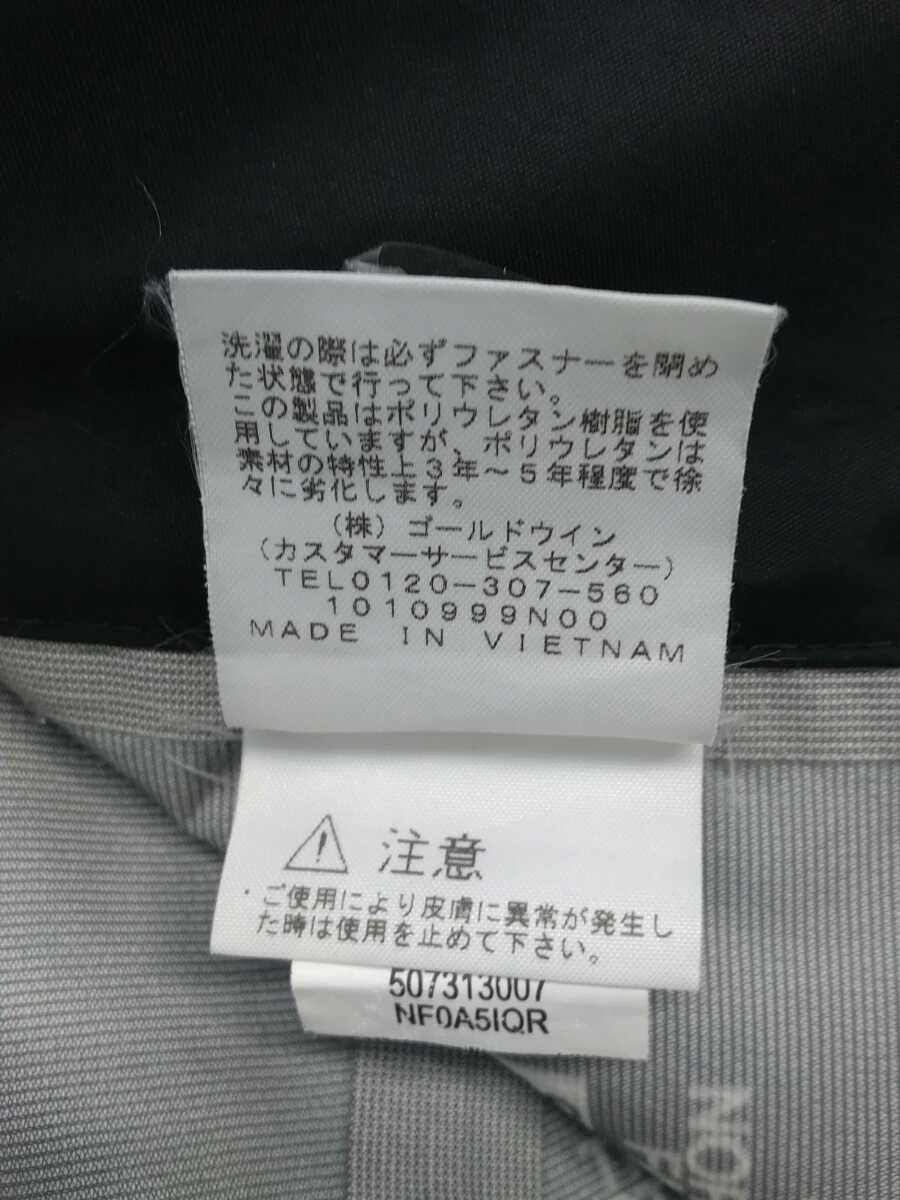 洗濯の際は必ずファスナーを閉め
た状態で行って下さい。
この製品はポリウレタン樹脂を使
用していますが、ポリウレタンは
素材の特性上3年～5年程度で徐
々に劣化します。
(株)ゴールドウイン
(カスタマーサービスセンター)
TEL0120-307-560
1010999N00
MADE IN VIETNAM
注意
・ご使用により皮膚に異常が発生し
た時は使用を止めて下さい。
507313007
NF0A5IQR